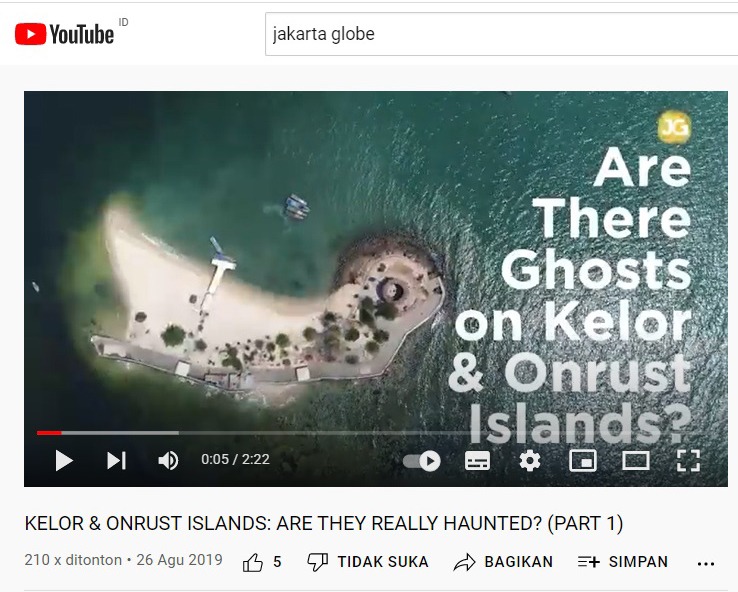 YouTube ID
jakarta globe
JG
Are
There
Ghosts
on Kelor
& Onrust
Islands?
0:05 / 2:22
KELOR & ONRUST ISLANDS: ARE THEY REALLY HAUNTED? (PART 1)
210 x ditonton • 26 Agu 2019 5 TIDAK SUKA BAGIKAN SIMPAN